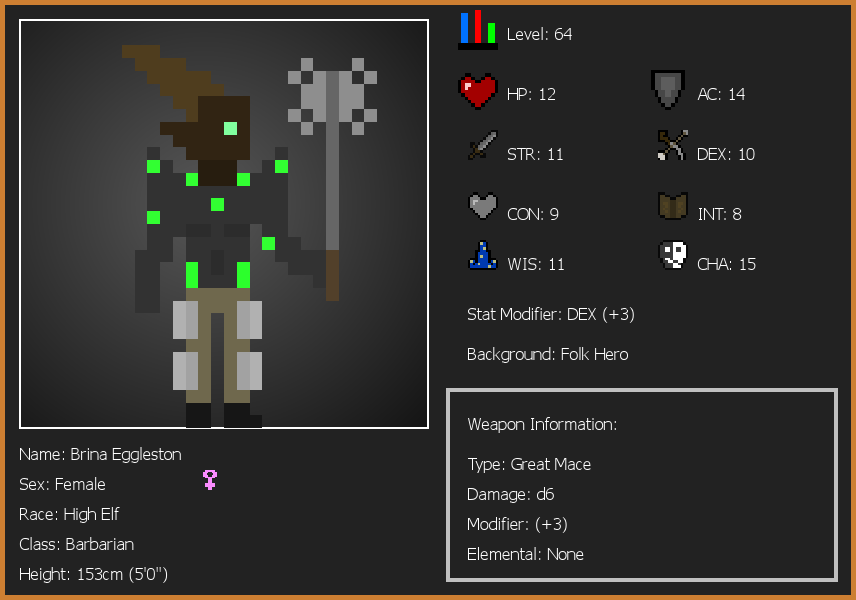 Level: 64
HP: 12
AC: 14
STR: 11
DEX: 10
CON: 9
INT: 8
WIS: 11
CHA: 15
Stat Modifier: DEX (+3)
Background: Folk Hero
Weapon Information:
Type: Great Mace
Damage: d6
Modifier: (+3)
Elemental: None
Name: Brina Eggleston
Sex: Female
Race: High Elf
Class: Barbarian
Height: 153cm (5'0")